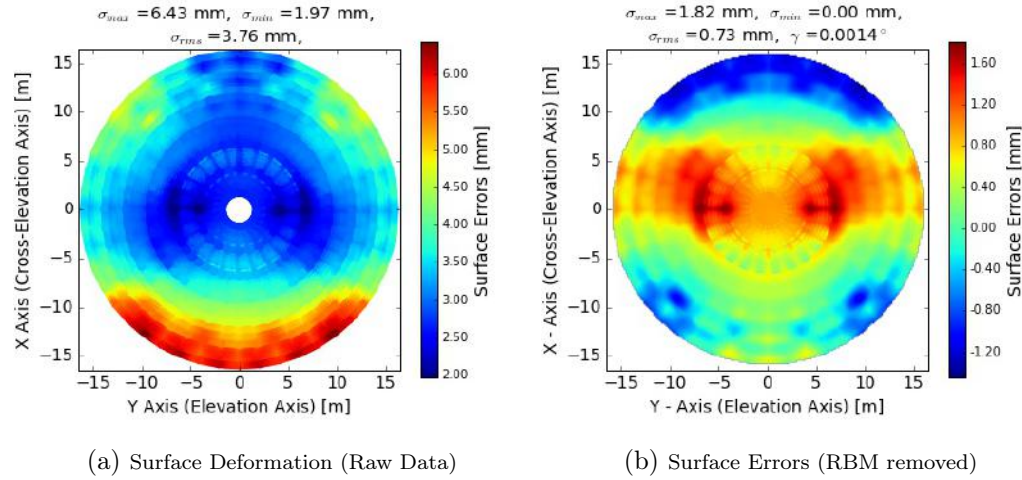 σmax =6.43 mm, σmin =1.97 mm,
σrms =3.76 mm,
X Axis (Cross-Elevation Axis) [m]
15
10
5
0
−5
−10
−15
−15 −10 −5 0 5 10 15
Y Axis (Elevation Axis) [m]
6.00
5.50
5.00
4.50
4.00
3.50
3.00
2.50
2.00
Surface Errors [mm]
(a) Surface Deformation (Raw Data)
σmax =1.82 mm, σmin =0.00 mm,
σrms =0.73 mm, γ =0.0014°
X - Axis (Cross-Elevation Axis) [m]
15
10
5
0
−5
−10
−15
−15 −10 −5 0 5 10 15
Y - Axis (Elevation Axis) [m]
1.60
1.20
0.80
0.40
0.00
-0.40
-0.80
-1.20
Surface Errors [mm]
(b) Surface Errors (RBM removed)